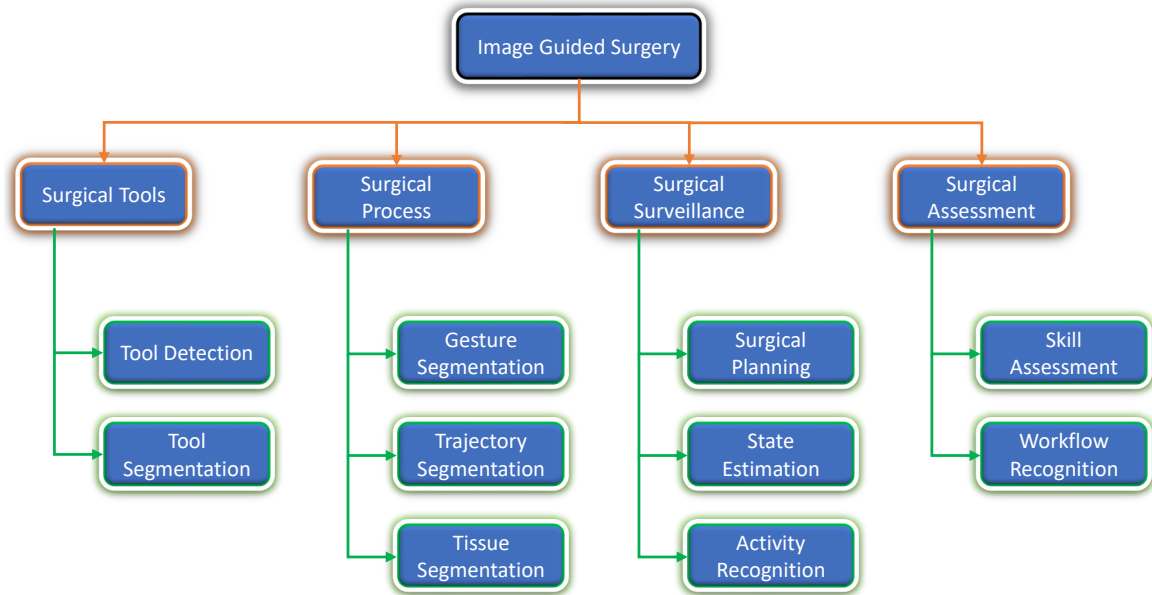 Image Guided Surgery
Surgical Tools
Tool Detection
Tool
Segmentation
Surgical
Process
Gesture
Segmentation
Trajectory
Segmentation
Tissue
Segmentation
Surgical
Surveillance
Surgical
Planning
State
Estimation
Activity
Recognition
Surgical
Assessment
Skill
Assessment
Workflow
Recognition